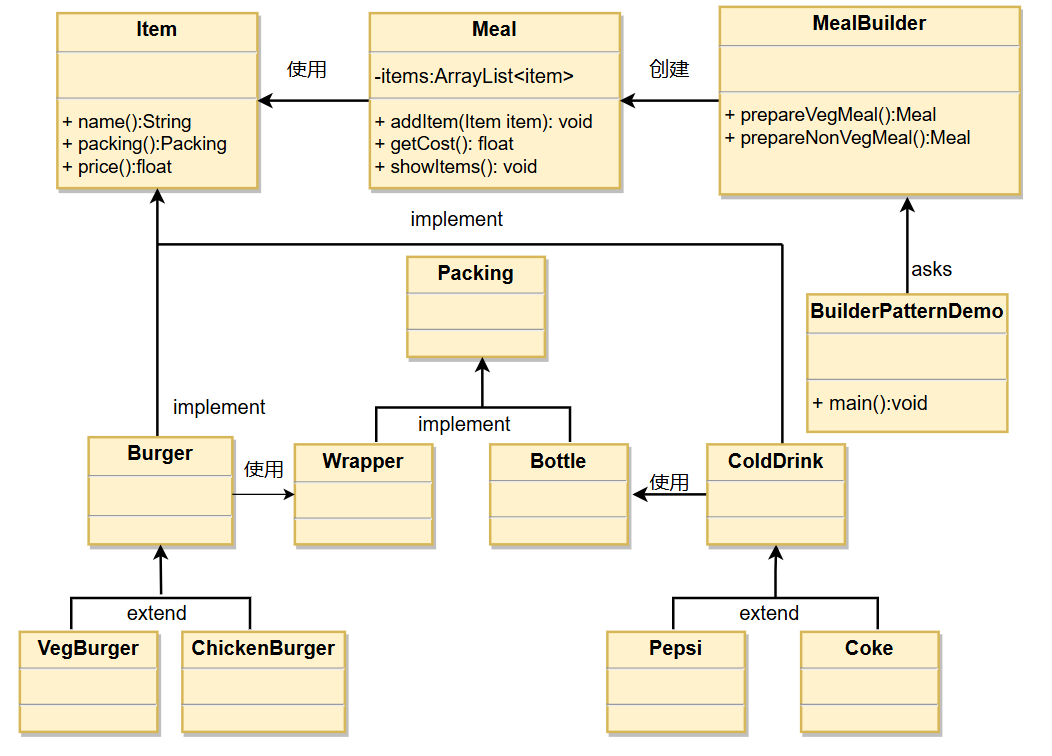 Item
+ name():String
+ packing():Packing
+ price():float
使用
Meal
-items:ArrayList<item>
+ addItem(Item item): void
+ getCost(): float
+ showItems(): void
创建
MealBuilder
+ prepareVegMeal():Meal
+ prepareNonVegMeal():Meal
implement
asks
Packing
BuilderPatternDemo
+ main():void
implement
implement
Burger
使用
Wrapper
Bottle
使用
ColdDrink
extend
extend
VegBurger
ChickenBurger
Pepsi
Coke